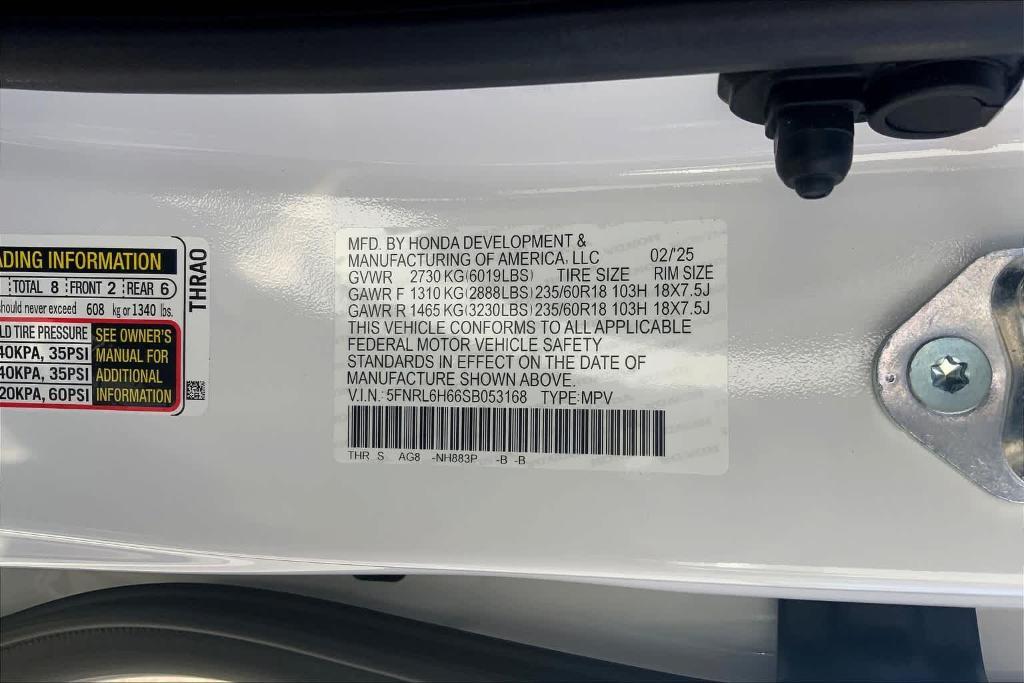 ADING INFORMATION
TOTAL 8 FRONT 2 REAR 6
should never exceed 608 kg or 1340 lbs.
LD TIRE PRESSURE
40KPA, 35PSI
40KPA, 35PSI
20KPA, 60PSI
SEE OWNER'S
MANUAL FOR
ADDITIONAL
INFORMATION
THRAO
MFD. BY HONDA DEVELOPMENT &
MANUFACTURING OF AMERICA, LLC 02/'25
GVWR 2730 KG(6019LBS) TIRE SIZE RIM SIZE
GAWR F 1310 KG(2888LBS) 235/60R18 103H 18X7.5J
GAWR R 1465 KG(3230LBS) 235/60R18 103H 18X7.5J
THIS VEHICLE CONFORMS TO ALL APPLICABLE
FEDERAL MOTOR VEHICLE SAFETY
STANDARDS IN EFFECT ON THE DATE OF
MANUFACTURE SHOWN ABOVE.
V.I.N.: 5FNRL6H66SB053168 TYPE:MPV
THR S AG8 -NH883P -B -B